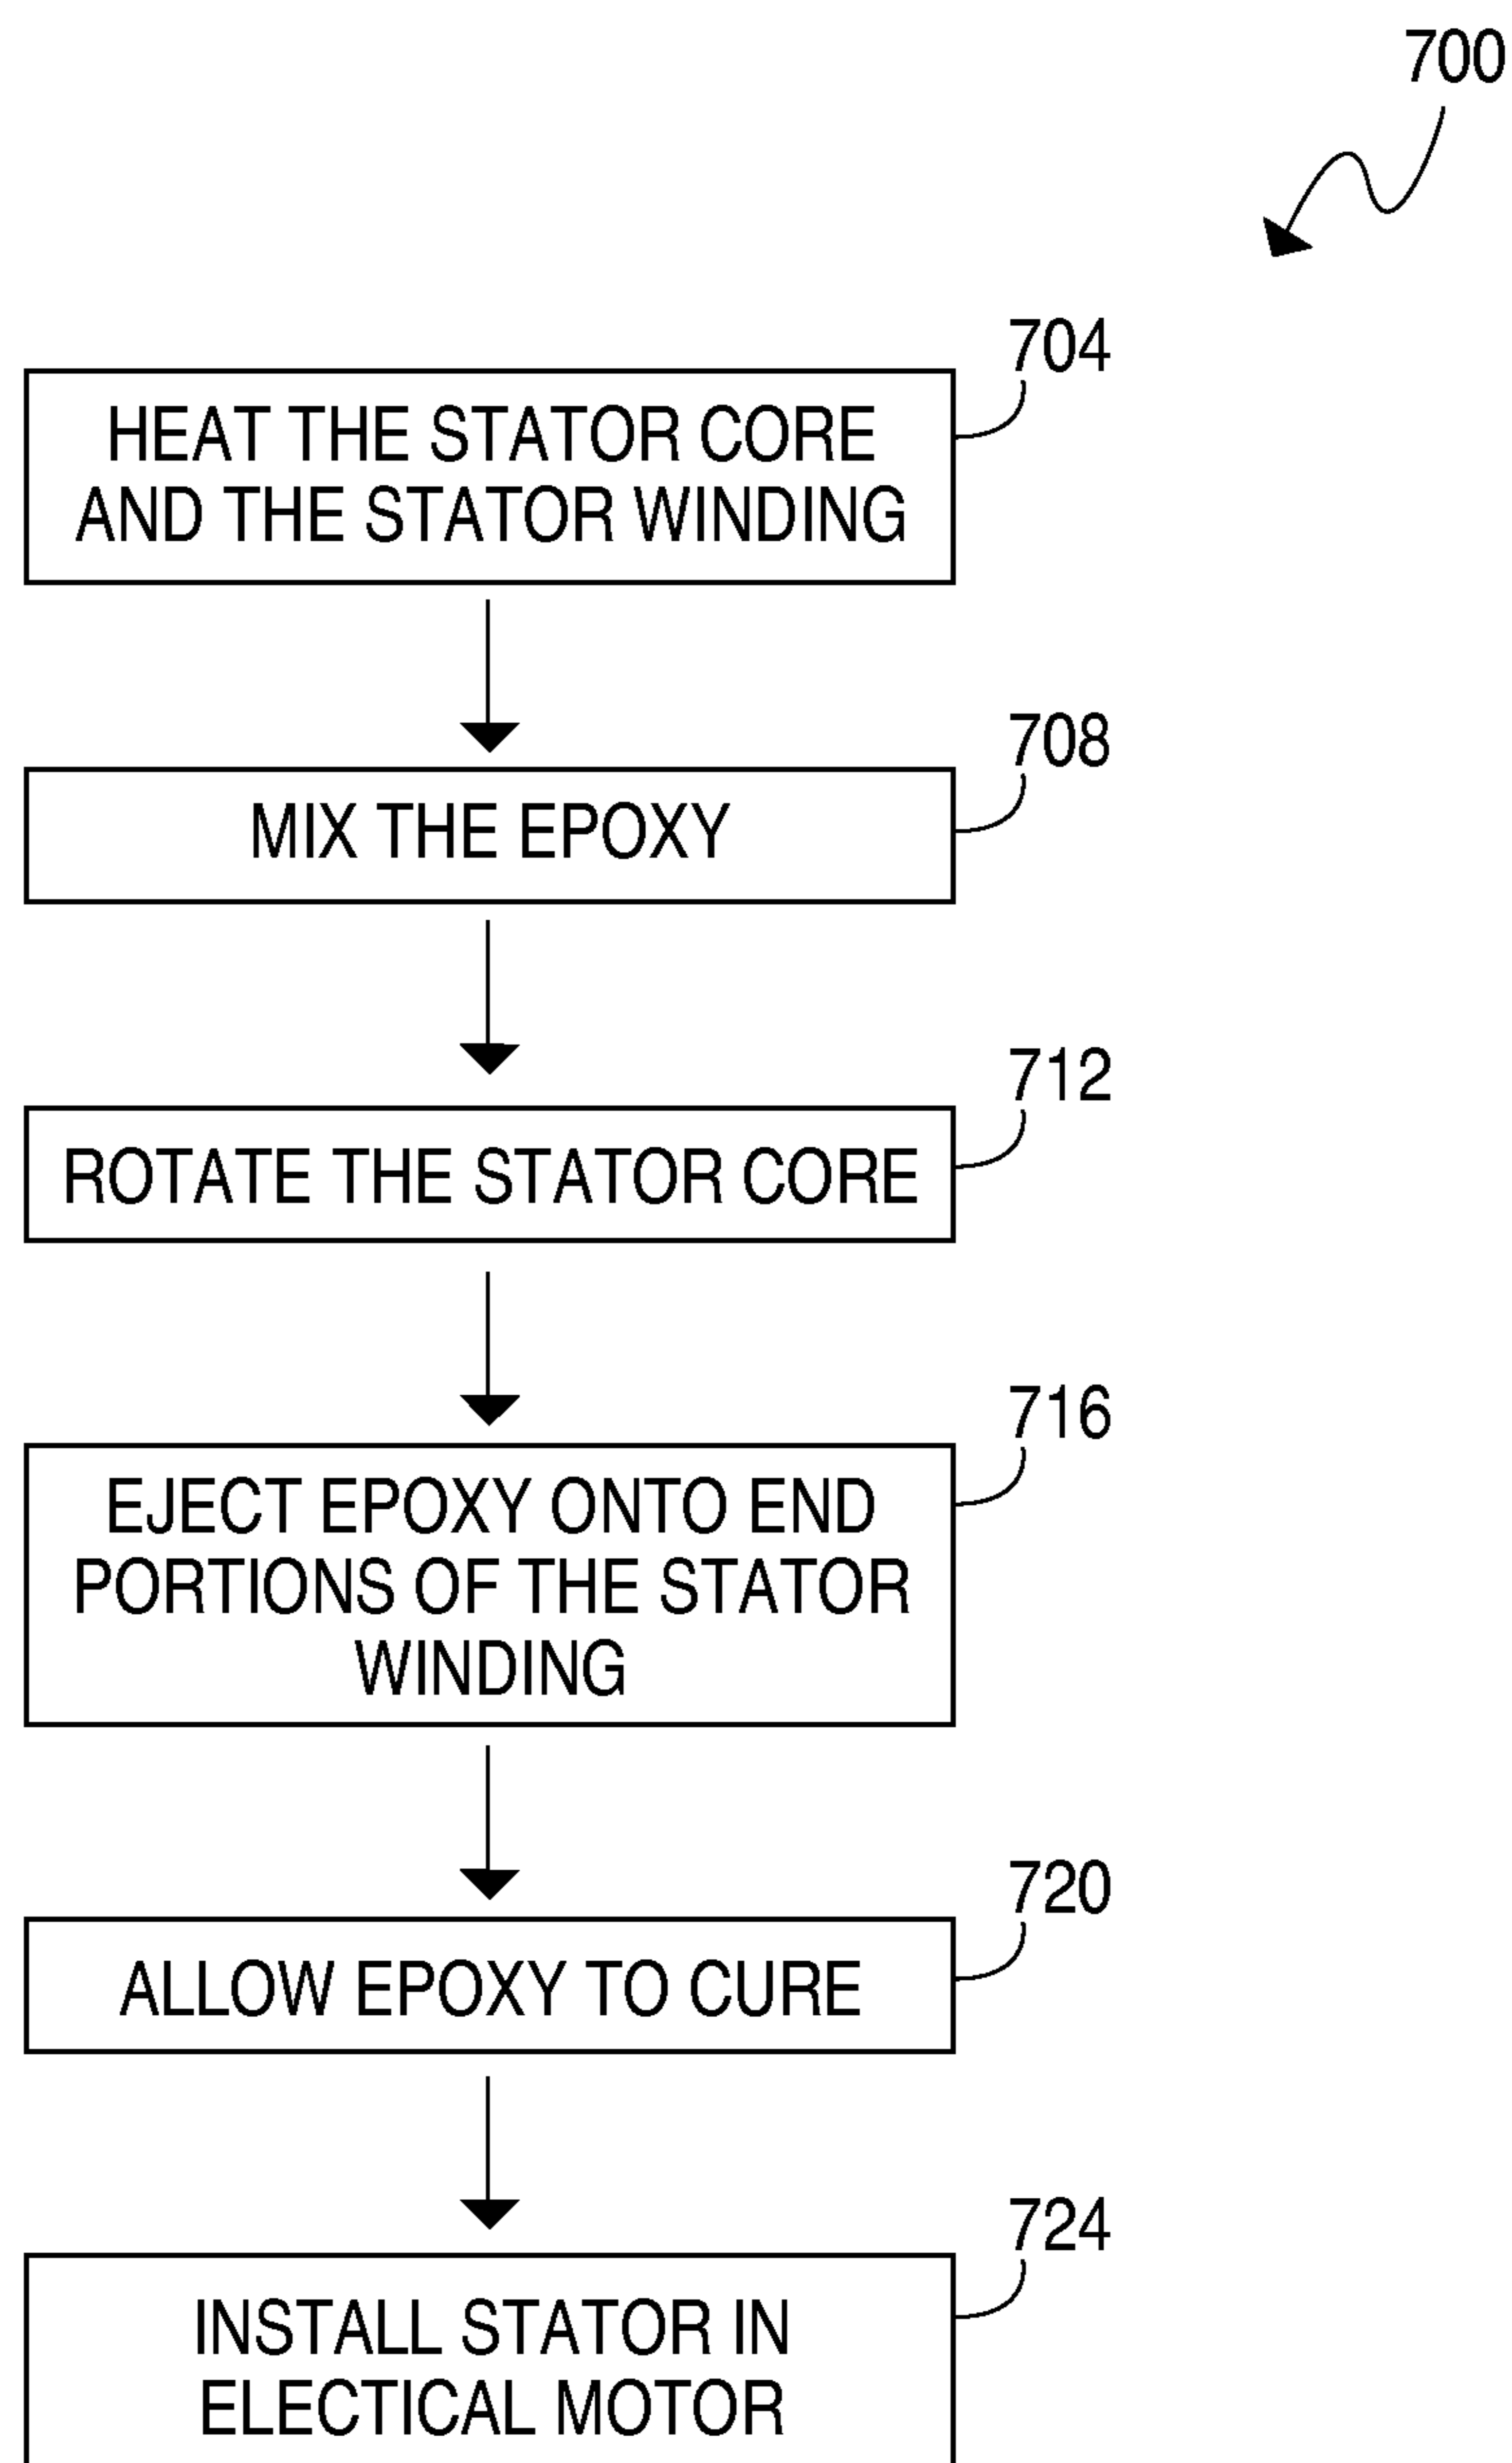 700
704
HEAT THE STATOR CORE
AND THE STATOR WINDING
708
MIX THE EPOXY
712
ROTATE THE STATOR CORE
716
EJECT EPOXY ONTO END
PORTIONS OF THE STATOR
WINDING
720
ALLOW EPOXY TO CURE
724
INSTALL STATOR IN
ELECTICAL MOTOR